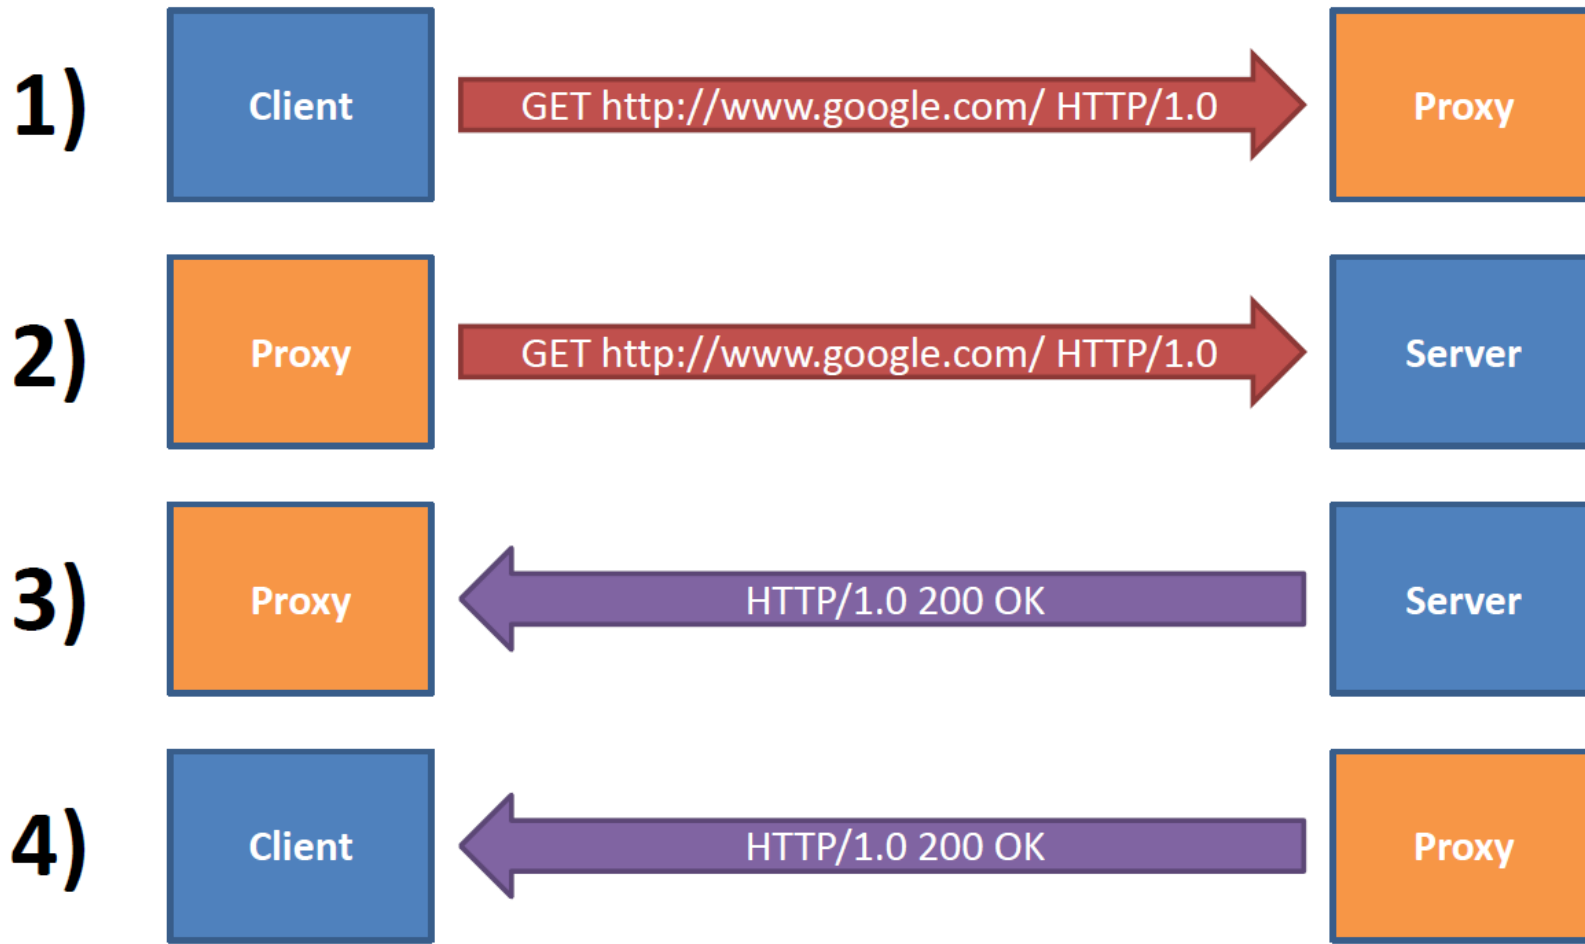 1) Client GET http://www.google.com/ HTTP/1.0 Proxy
2) Proxy GET http://www.google.com/ HTTP/1.0 Server
3) Proxy HTTP/1.0 200 OK Server
4) Client HTTP/1.0 200 OK Proxy